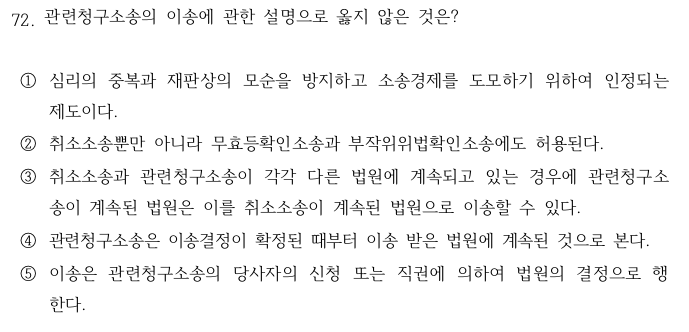 72. 관련청구소송의 이송에 관한 설명으로 옳지 않은 것은?
① 심리의 중복과 재판상의 모순을 방지하고 소송경제를 도모하기 위하여 인정되는
제도이다.
② 취소소송뿐만 아니라 무효등확인소송과 부작위위법확인소송에도 허용된다.
③ 취소소송과 관련청구소송이 각각 다른 법원에 계속되고 있는 경우에 관련청구소
송이 계속된 법원은 이를 취소소송이 계속된 법원으로 이송할 수 있다.
④ 관련청구소송은 이송결정이 확정된 때부터 이송 받은 법원에 계속된 것으로 본다.
⑤ 이송은 관련청구소송의 당사자의 신청 또는 직권에 의하여 법원의 결정으로 행
한다.